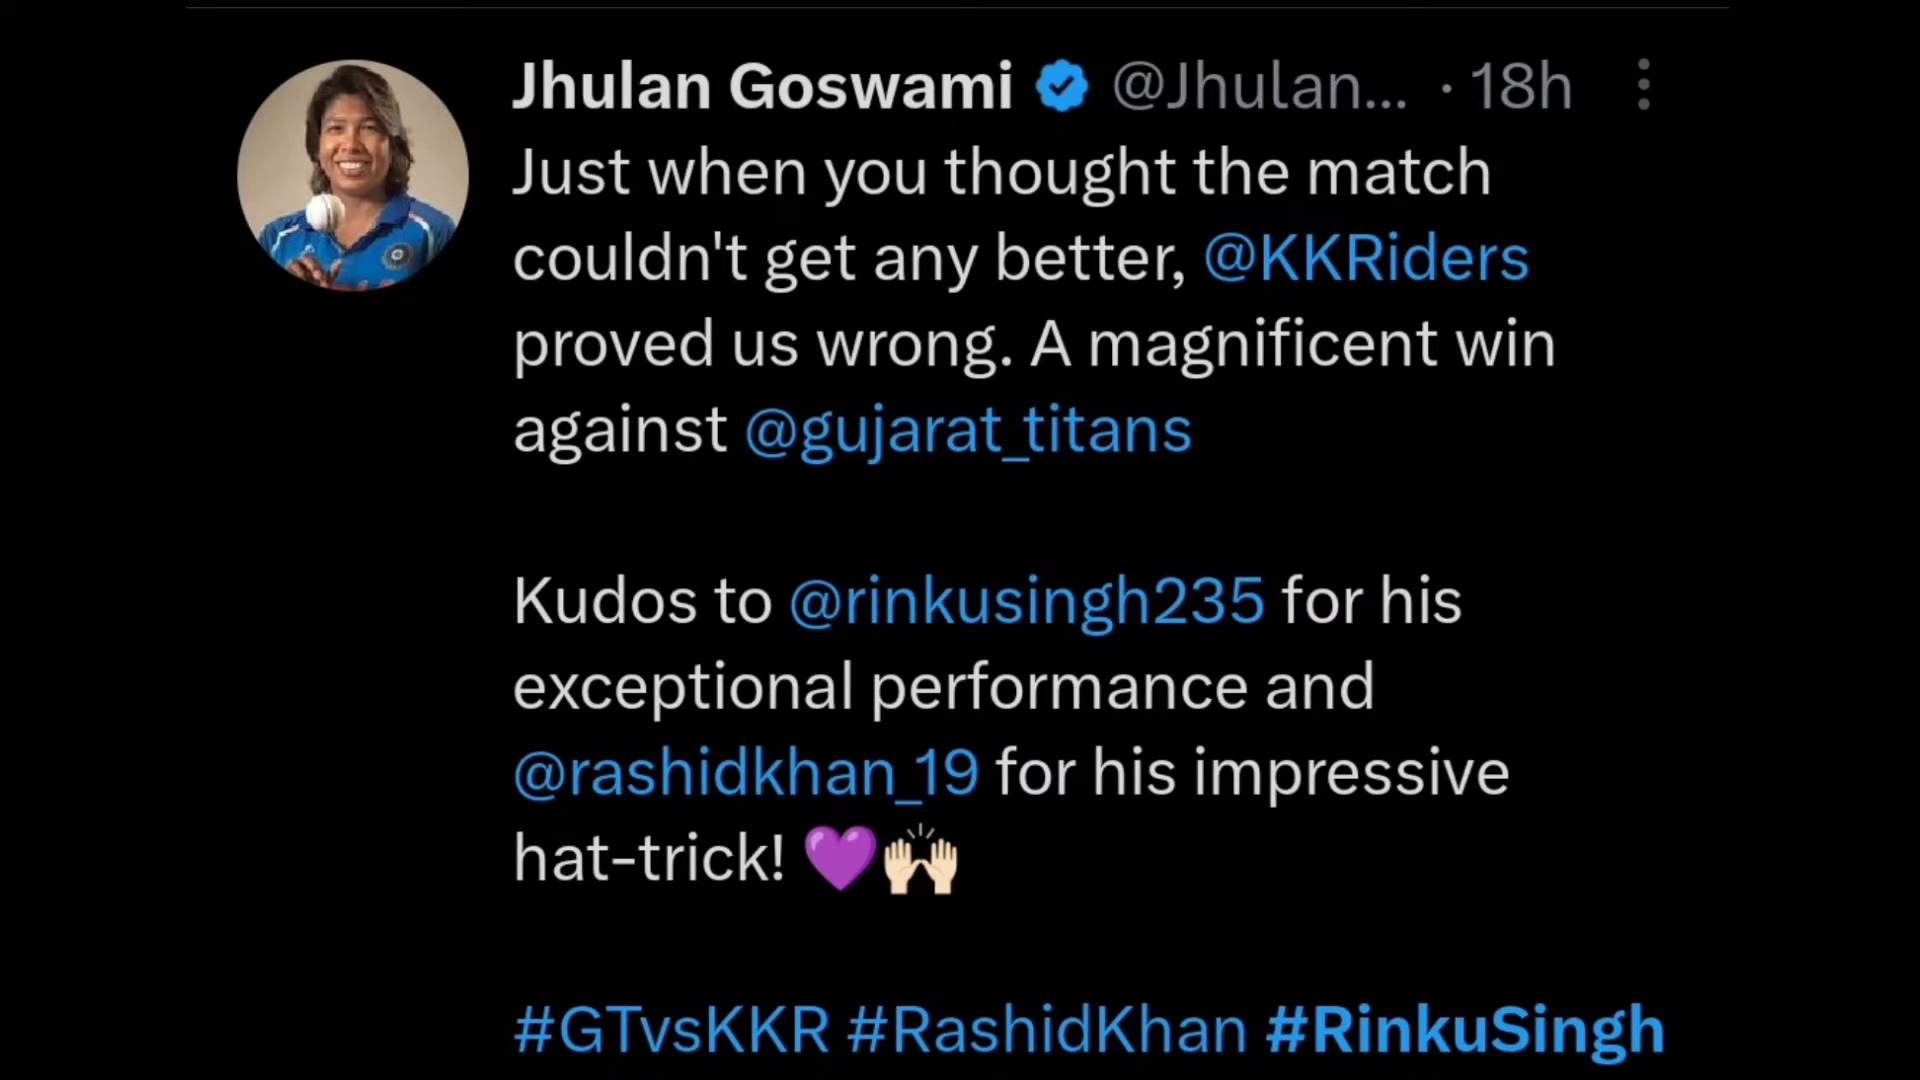 Jhulan Goswami @Jhulan... · 18h
Just when you thought the match
couldn't get any better, @KKRiders
proved us wrong. A magnificent win
against @gujarat_titans
Kudos to @rinkusingh235 for his
exceptional performance and
@rashidkhan_19 for his impressive
hat-trick! 💜🙌🏻
#GTvsKKR #RashidKhan #RinkuSingh